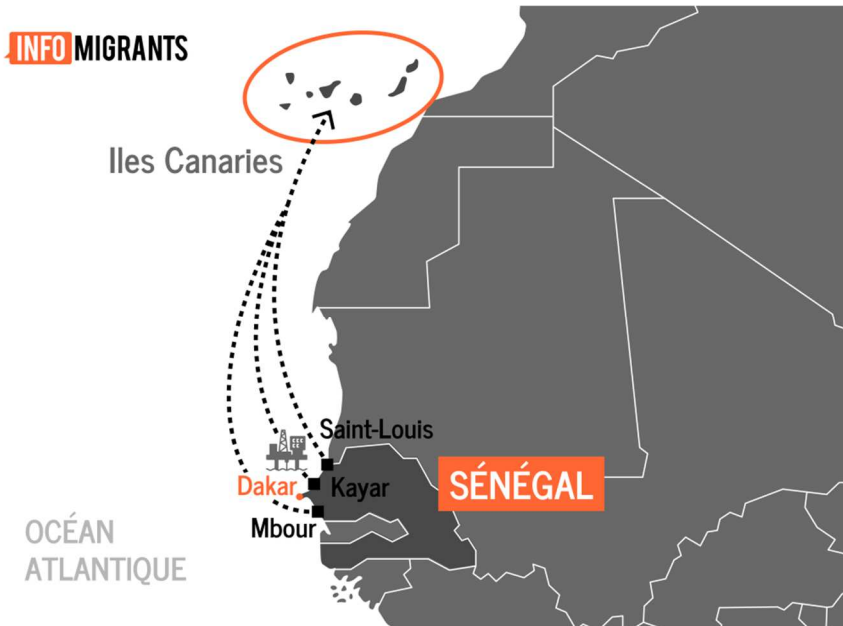 INFO MIGRANTS
Iles Canaries
Saint-Louis
Dakar
Kayar
SÉNÉGAL
Mbour
OCÉAN
ATLANTIQUE